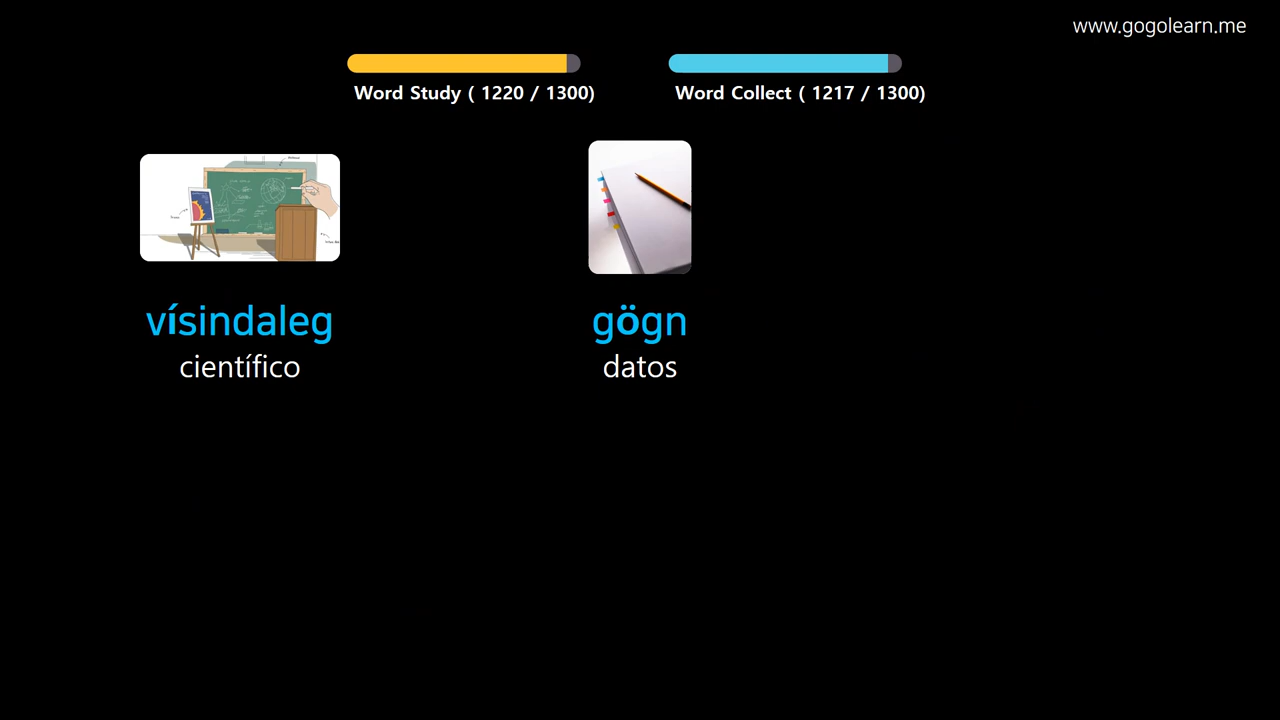 www.gogolearn.me
Word Study ( 1220 / 1300)
Word Collect ( 1217 / 1300)
vísindaleg
gögn
científico
datos